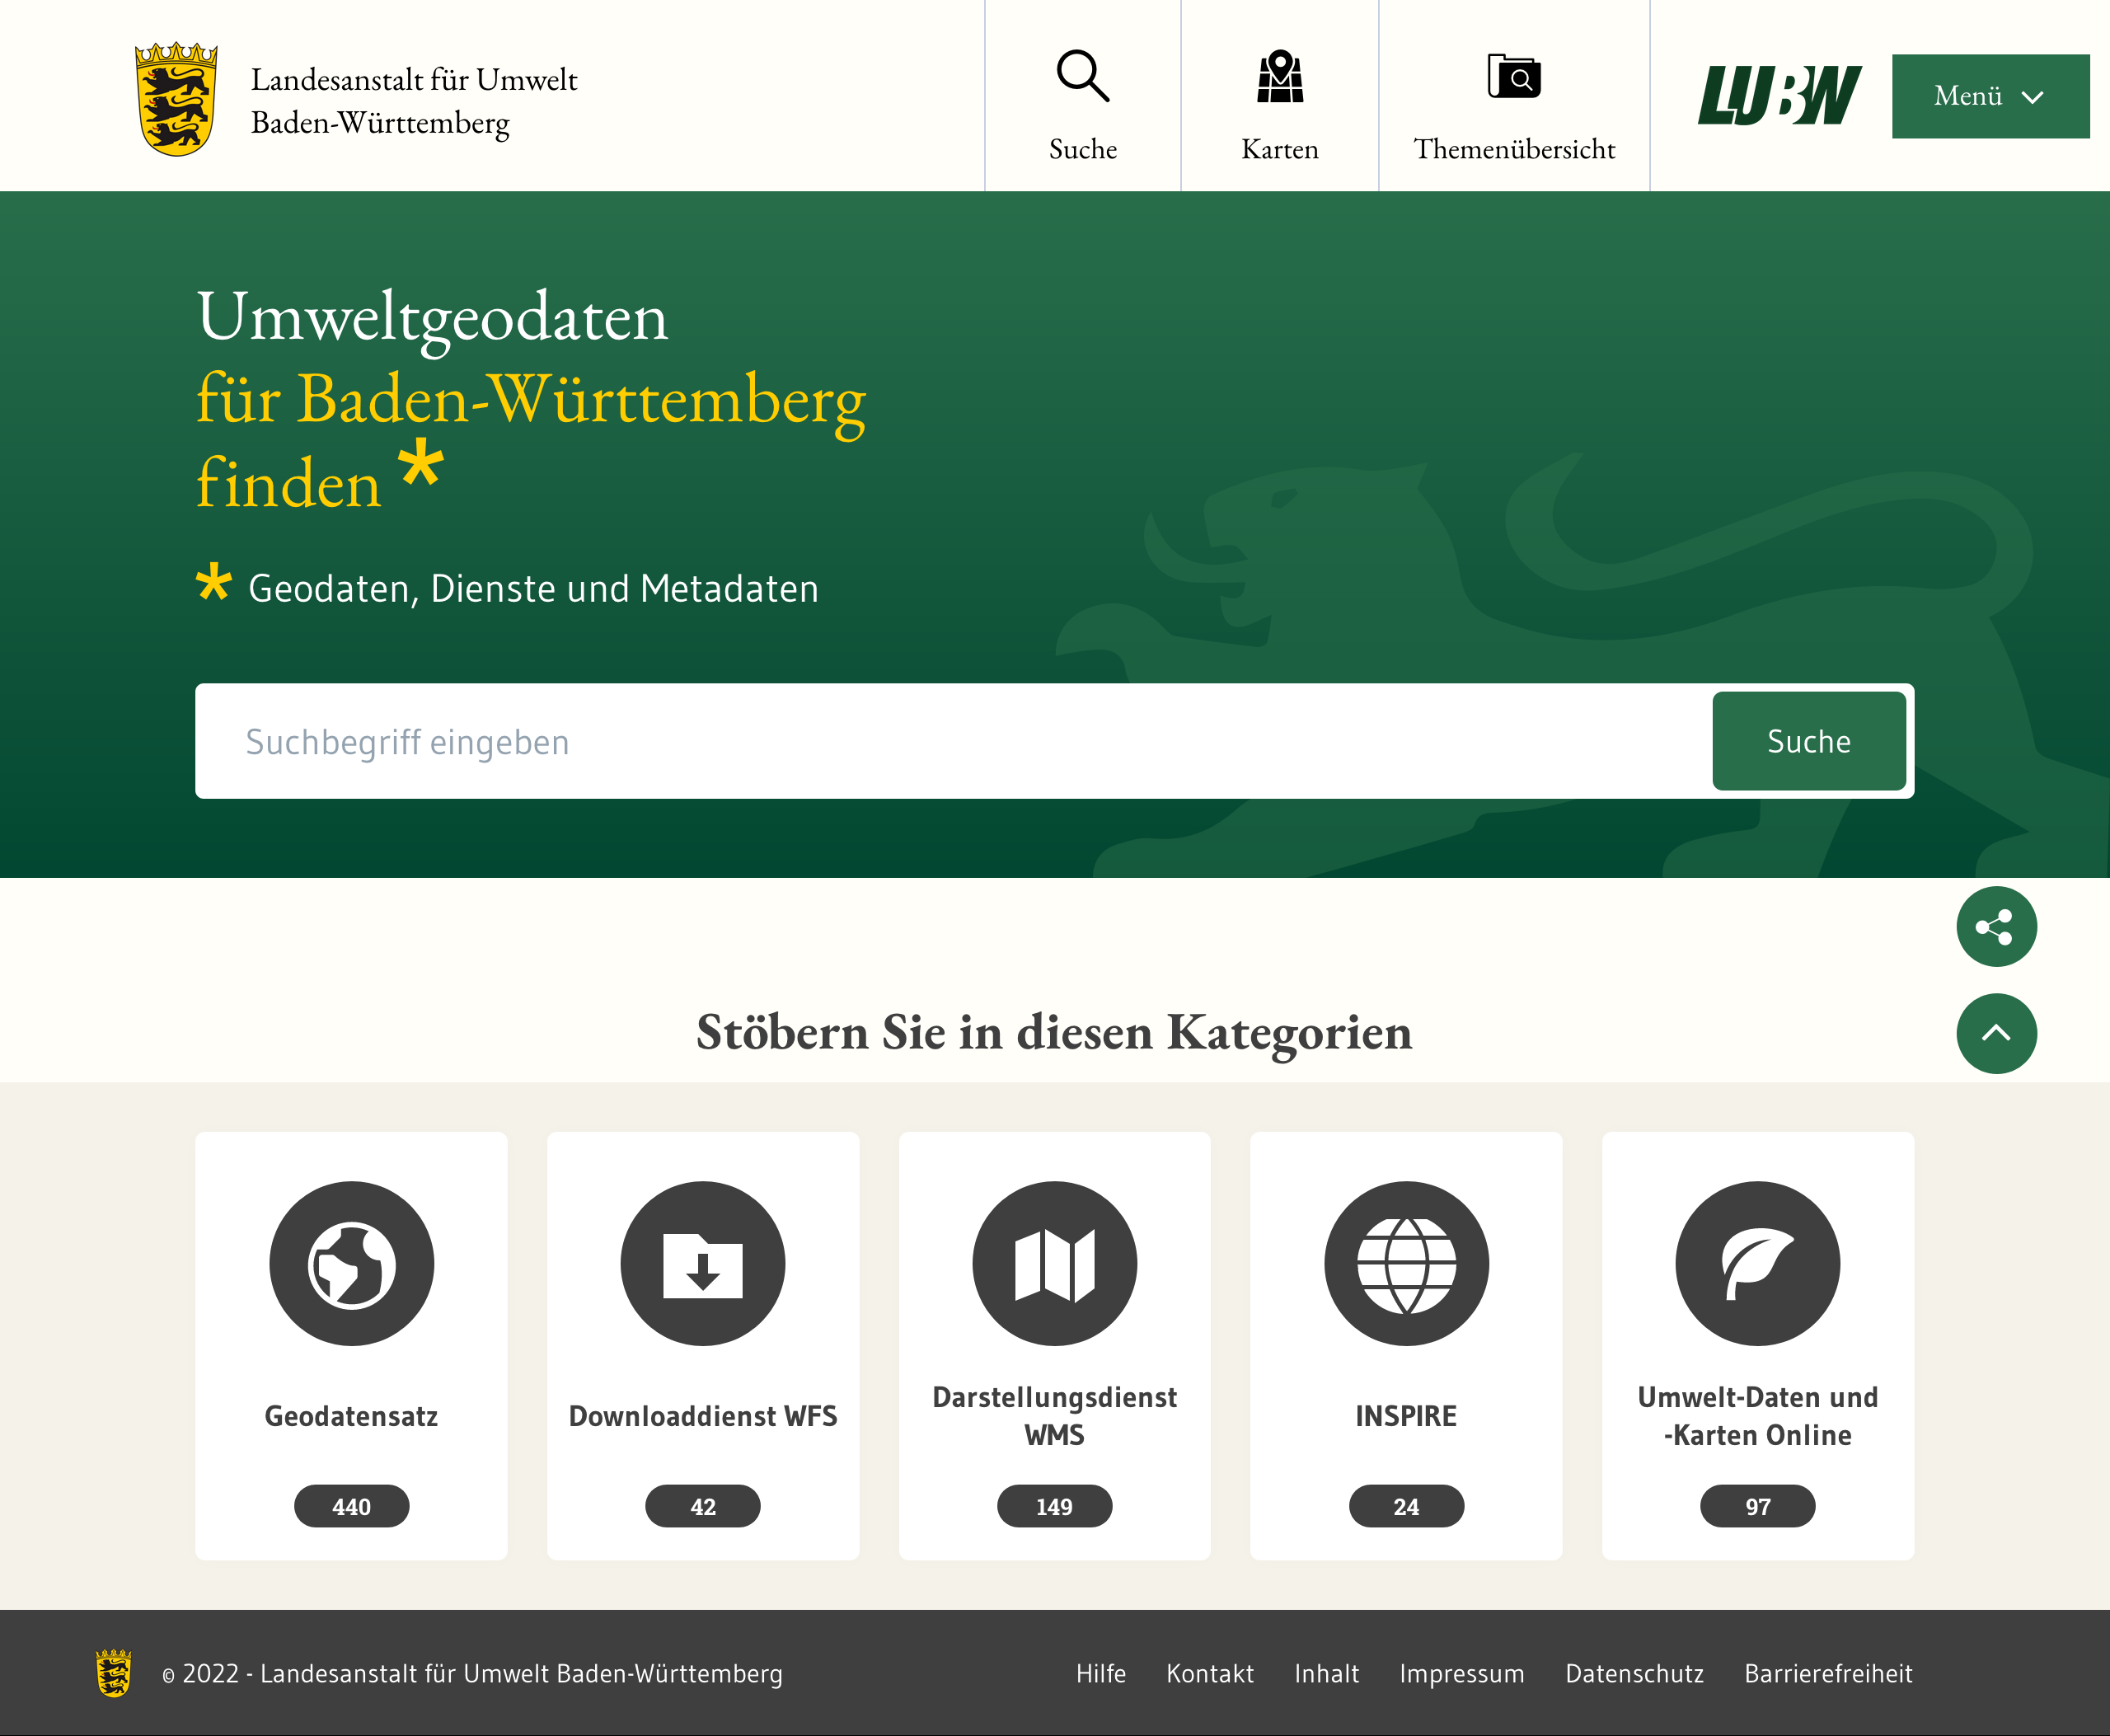 Landesanstalt für Umwelt
Baden-Württemberg
Suche
Karten
Themenübersicht
LUBW
Menü
Umweltgeodaten
für Baden-Württemberg
finden *
* Geodaten, Dienste und Metadaten
Suchbegriff eingeben
Suche
Stöbern Sie in diesen Kategorien
Geodatensatz
440
Downloaddienst WFS
42
Darstellungsdienst
WMS
149
INSPIRE
24
Umwelt-Daten und
-Karten Online
97
© 2022 - Landesanstalt für Umwelt Baden-Württemberg
Hilfe
Kontakt
Inhalt
Impressum
Datenschutz
Barrierefreiheit